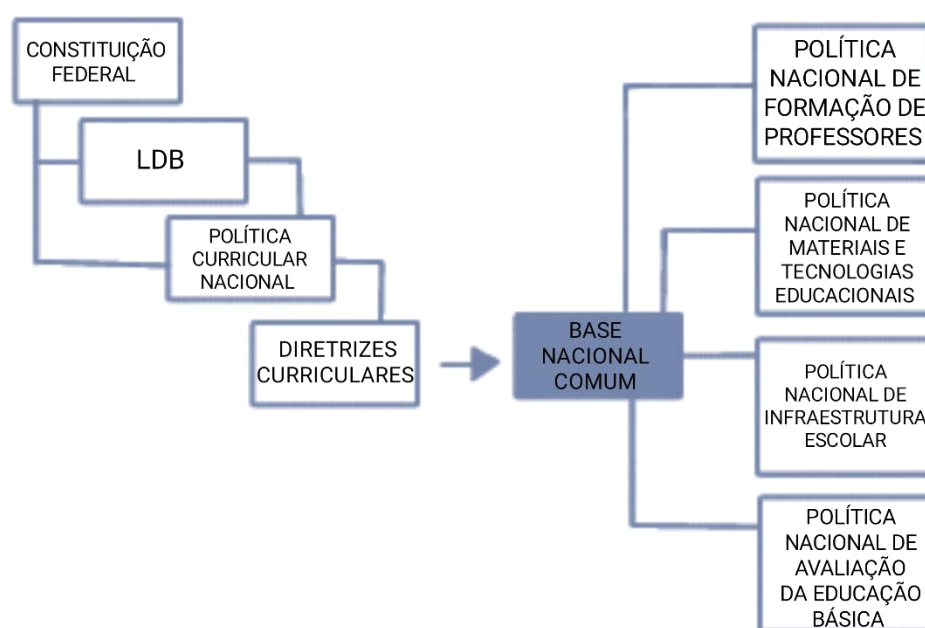 CONSTITUIÇÃO
FEDERAL
LDB
POLÍTICA
CURRICULAR
NACIONAL
DIRETRIZES
CURRICULARES
BASE
NACIONAL
COMUM
POLÍTICA
NACIONAL DE
FORMAÇÃO DE
PROFESSORES
POLÍTICA
NACIONAL DE
MATERIAIS E
TECNOLOGIAS
EDUCACIONAIS
POLÍTICA
NACIONAL DE
INFRAESTRUTURA
ESCOLAR
POLÍTICA
NACIONAL DE
AVALIAÇÃO
DA EDUCAÇÃO
BÁSICA